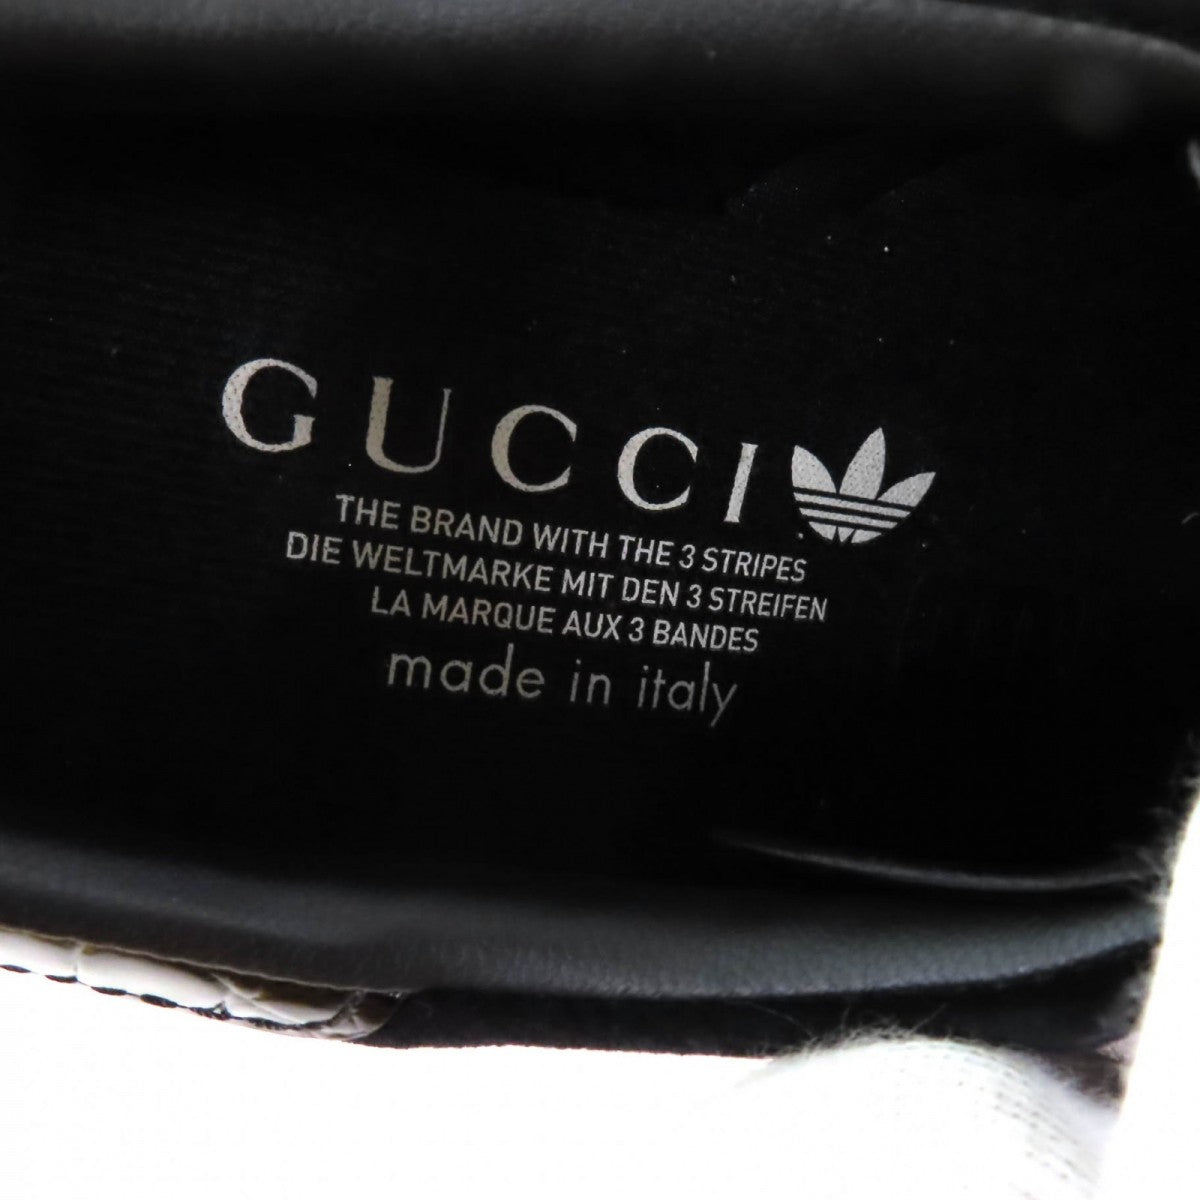 GUCCI
THE BRAND WITH THE 3 STRIPES
DIE WELTMARKE MIT DEN 3 STREIFEN
LA MARQUE AUX 3 BANDES
made in italy